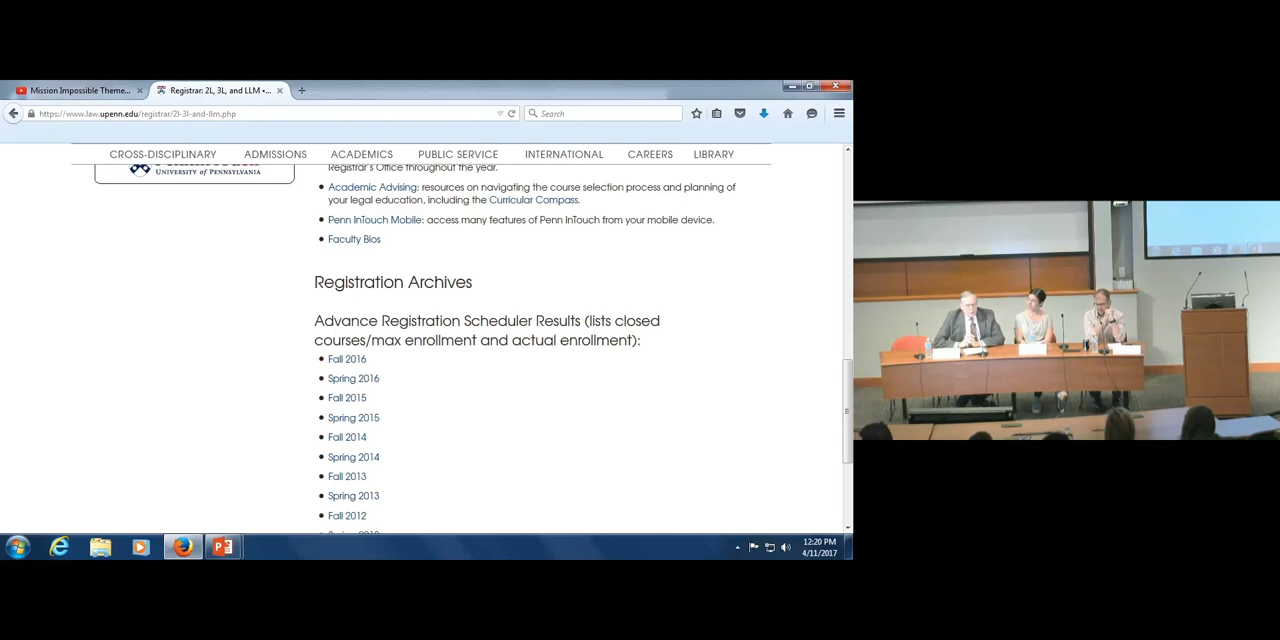 Mission Impossible Theme...
Registrar: 2L, 3L, and LLM •...
https://www.law.upenn.edu/registrar/2l-3l-and-llm.php
Search
CROSS-DISCIPLINARY ADMISSIONS ACADEMICS PUBLIC SERVICE INTERNATIONAL CAREERS LIBRARY
UNIVERSITY of PENNSYLVANIA
Registrar's Office throughout the year.
• Academic Advising: resources on navigating the course selection process and planning of
your legal education, including the Curricular Compass.
• Penn InTouch Mobile: access many features of Penn InTouch from your mobile device.
• Faculty Bios
Registration Archives
Advance Registration Scheduler Results (lists closed
courses/max enrollment and actual enrollment):
• Fall 2016
• Spring 2016
• Fall 2015
• Spring 2015
• Fall 2014
• Spring 2014
• Fall 2013
• Spring 2013
• Fall 2012
12:20 PM
4/11/2017